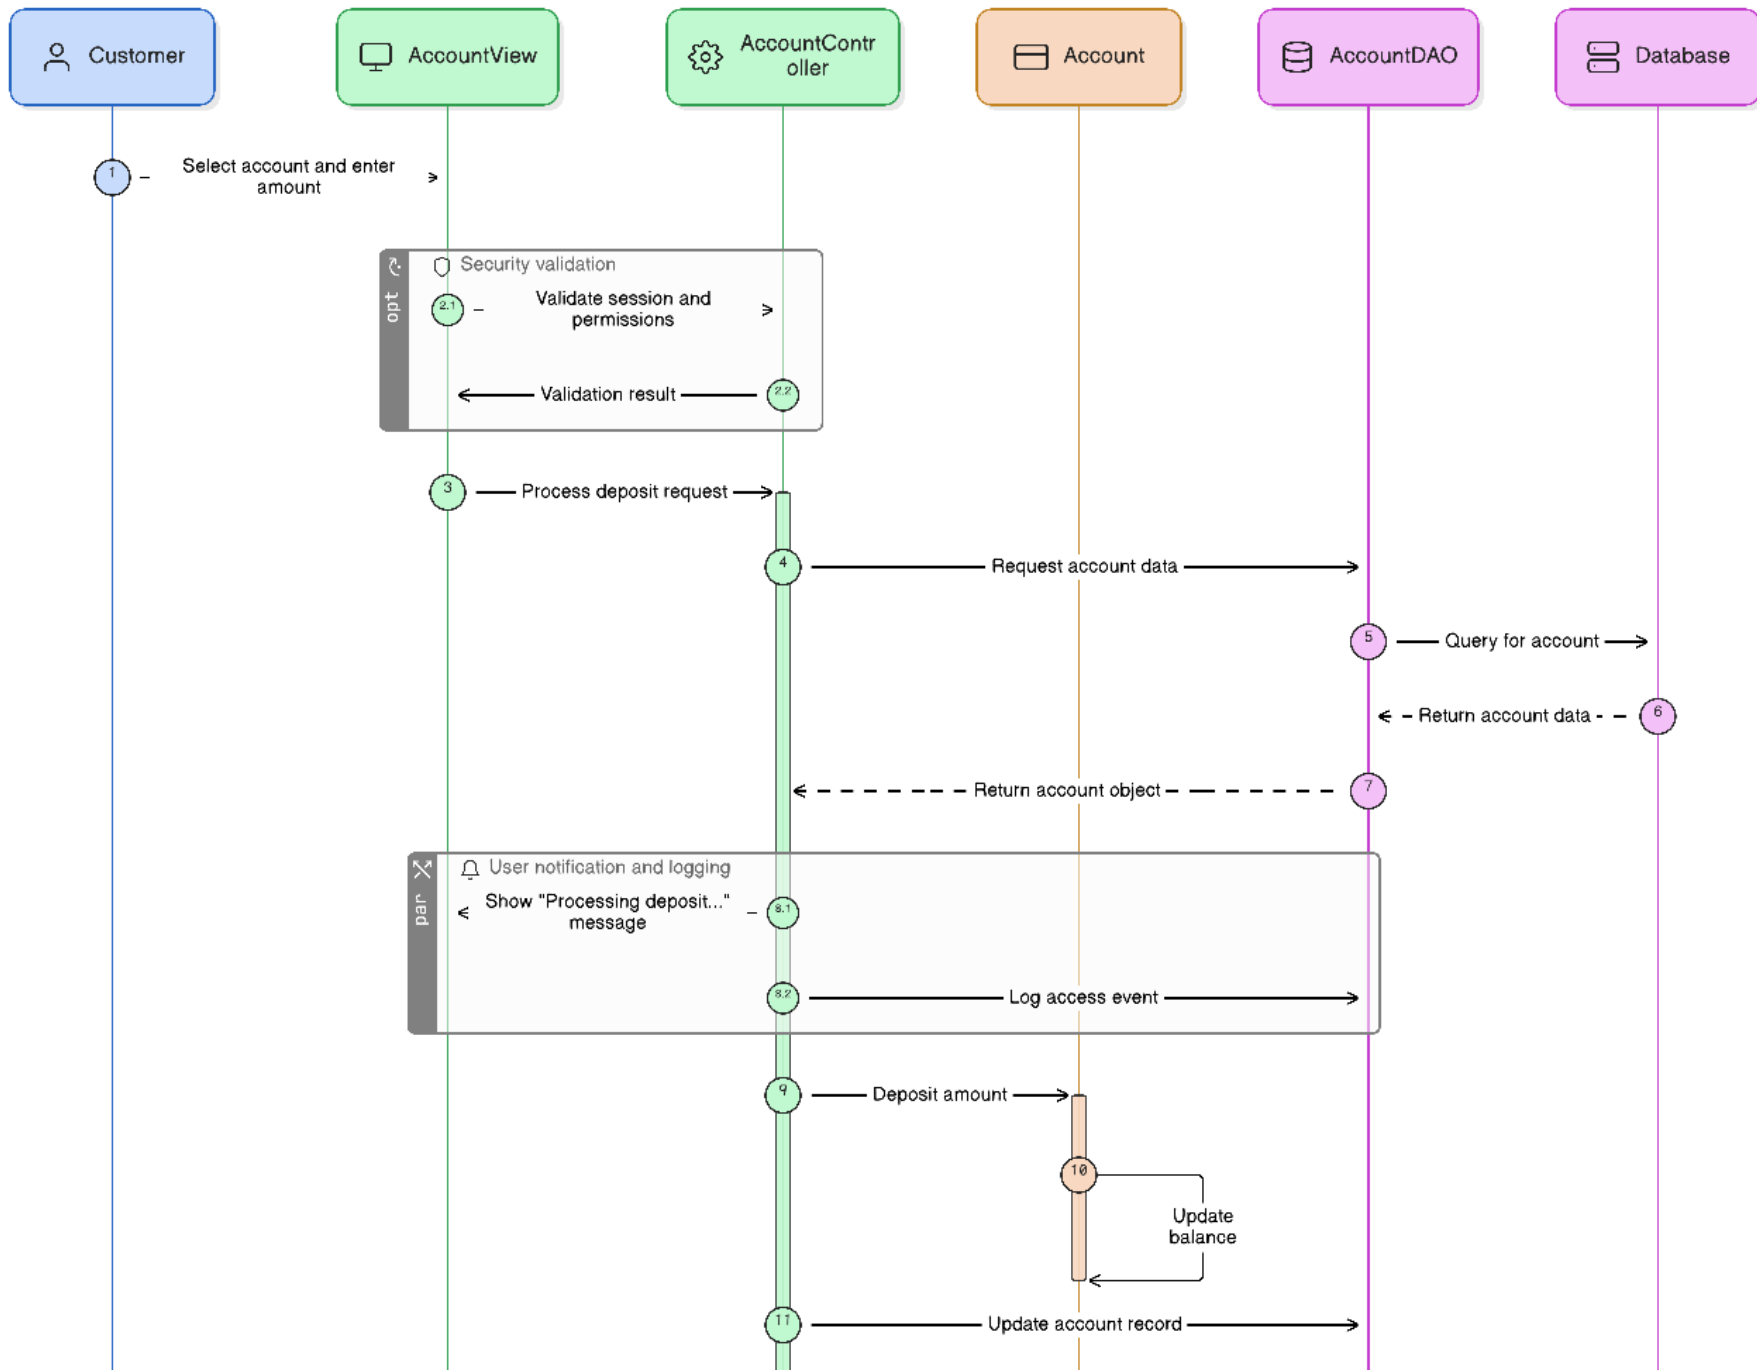 Customer
AccountView
AccountContr
oller
Account
AccountDAO
Database
1
Select account and enter
amount
opt
Security validation
2.1
Validate session and
permissions
Validation result
2.2
3
Process deposit request
4
Request account data
5
Query for account
Return account data
6
Return account object
7
par
User notification and logging
Show "Processing deposit..."
message
8.1
8.2
Log access event
9
Deposit amount
10
Update
balance
11
Update account record